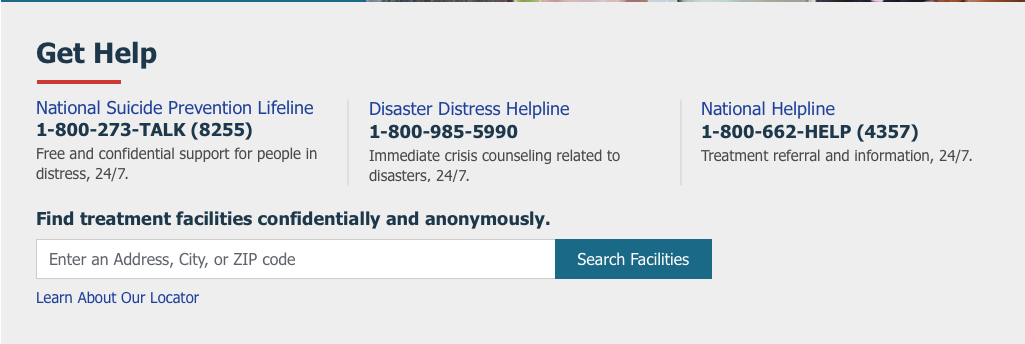 Get Help
National Suicide Prevention Lifeline
1-800-273-TALK (8255)
Free and confidential support for people in
distress, 24/7.
Disaster Distress Helpline
1-800-985-5990
Immediate crisis counseling related to
disasters, 24/7.
National Helpline
1-800-662-HELP (4357)
Treatment referral and information, 24/7.
Find treatment facilities confidentially and anonymously.
Enter an Address, City, or ZIP code
Search Facilities
Learn About Our Locator